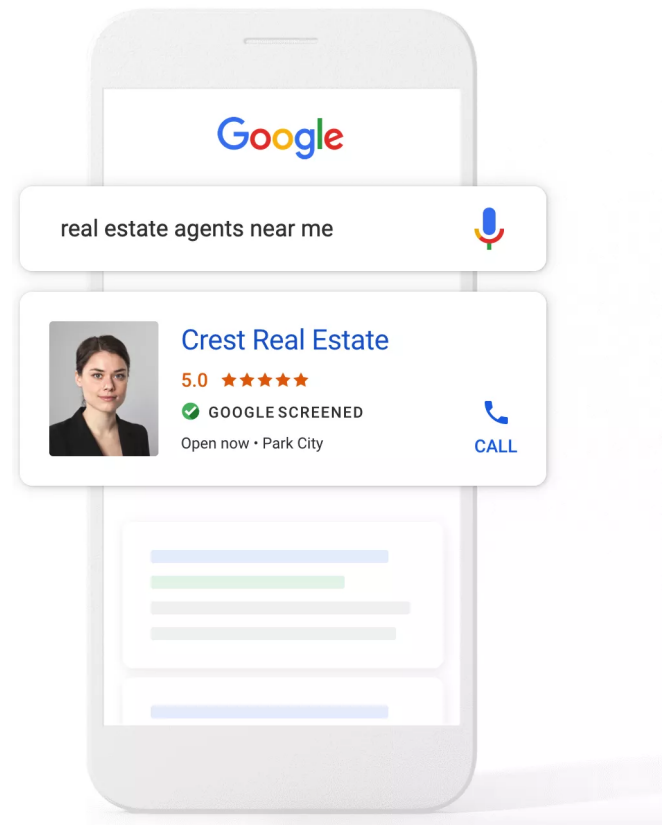 Google
real estate agents near me
Crest Real Estate
5.0
GOOGLE SCREENED
Open now • Park City
CALL